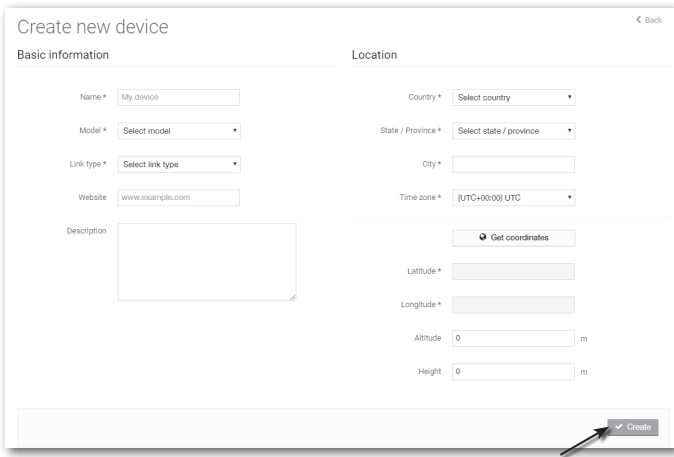 Create new device
Back
Basic information
Name *
My device
Model *
Select model
Link type *
Select link type
Website
www.example.com
Description
Location
Country *
Select country
State / Province *
Select state / province
City *
Time zone *
(UTC+00:00) UTC
Get coordinates
Latitude *
Longitude *
Altitude
0
m
Height
0
m
Create